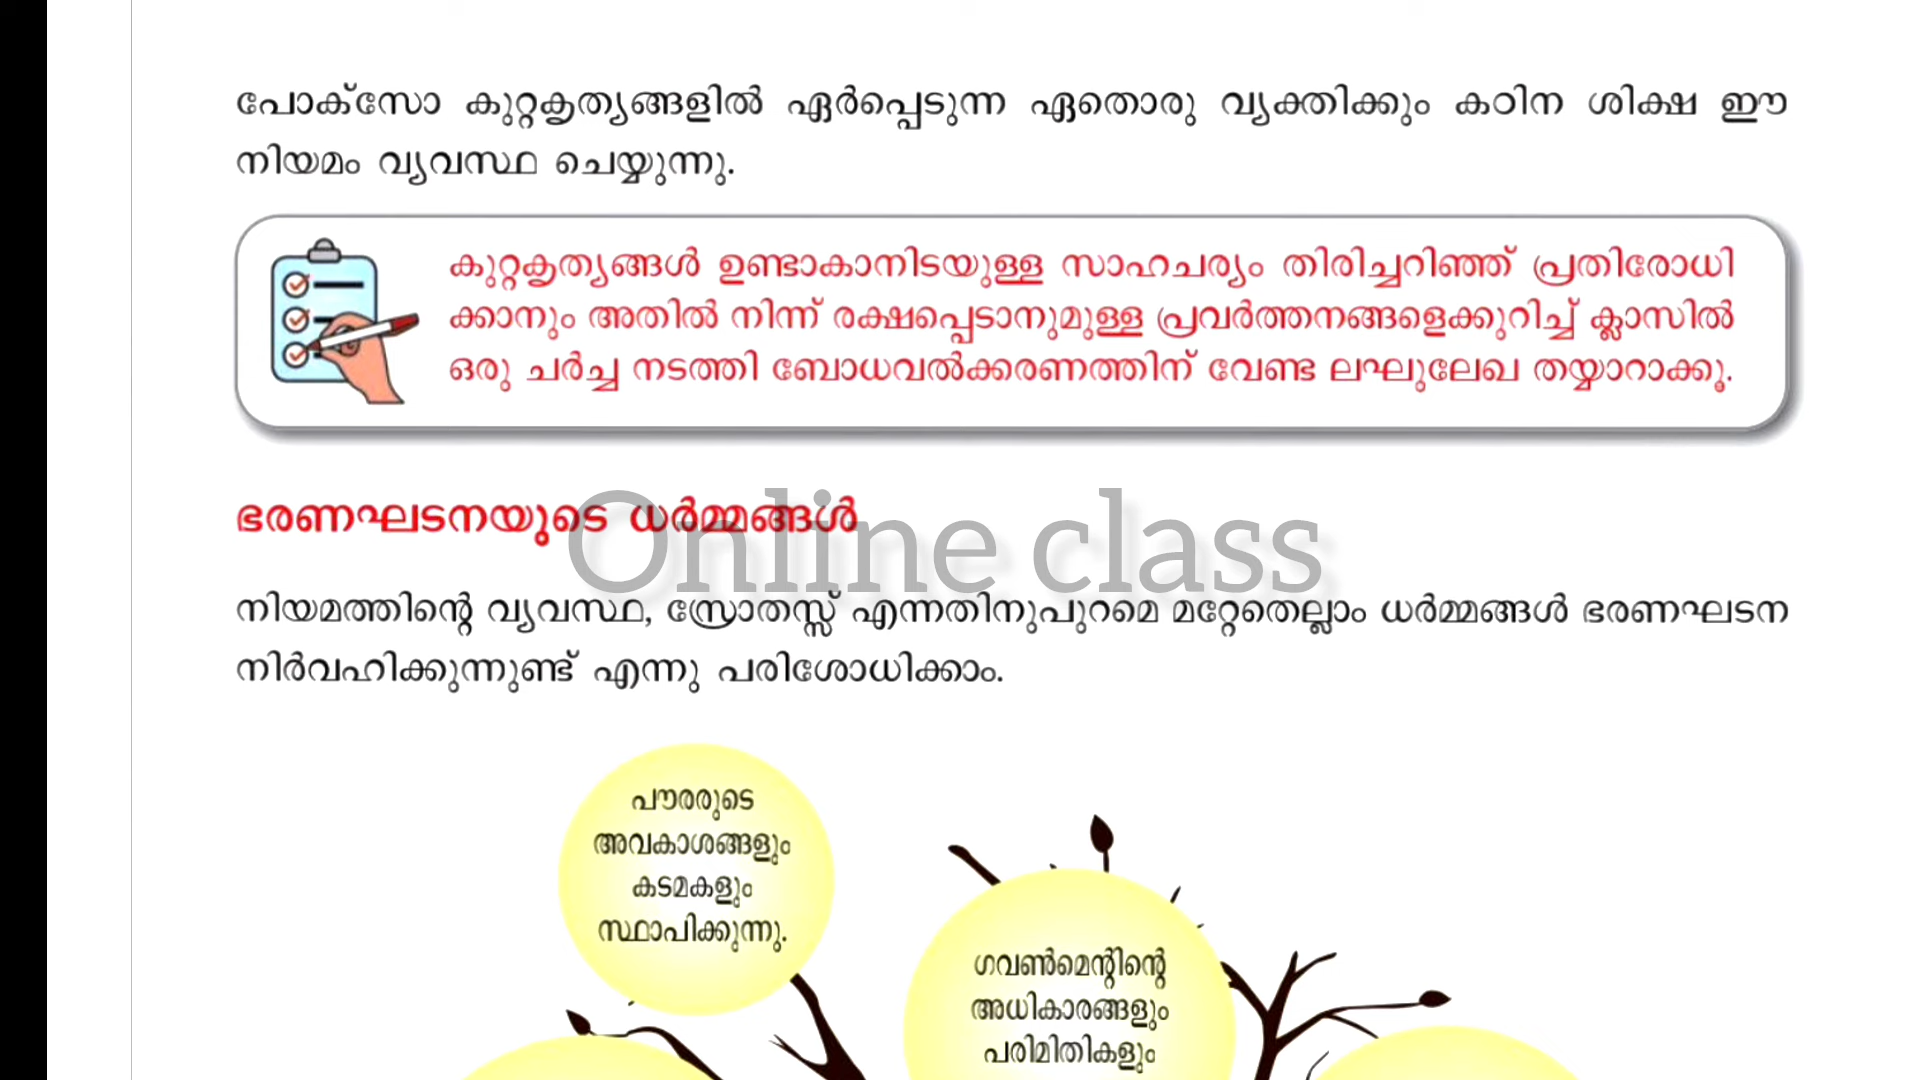 പോക്സോ കുറ്റകൃത്യങ്ങളിൽ ഏർപ്പെടുന്ന ഏതൊരു വ്യക്തിക്കും കഠിന ശിക്ഷ ഈ
നിയമം വ്യവസ്ഥ ചെയ്യുന്നു.
കുറ്റകൃത്യങ്ങൾ ഉണ്ടാകാനിടയുള്ള സാഹചര്യം തിരിച്ചറിഞ്ഞ് പ്രതിരോധി
ക്കാനും അതിൽ നിന്ന് രക്ഷപ്പെടാനുമുള്ള പ്രവർത്തനങ്ങളെക്കുറിച്ച് ക്ലാസിൽ
ഒരു ചർച്ച നടത്തി ബോധവൽക്കരണത്തിന് വേണ്ട ലഘുലേഖ തയ്യാറാക്കൂ.
ഭരണഘടനയുടെ ധർമ്മങ്ങൾ
Online class
നിയമത്തിന്റെ വ്യവസ്ഥ, സ്രോതസ്സ് എന്നതിനുപുറമെ മറ്റേതെല്ലാം ധർമ്മങ്ങൾ ഭരണഘടന
നിർവഹിക്കുന്നുണ്ട് എന്നു പരിശോധിക്കാം.
പൗരരുടെ
അവകാശങ്ങളും
കടമകളും
സ്ഥാപിക്കുന്നു.
ഗവൺമെന്റിന്റെ
അധികാരങ്ങളും
പരിമിതികളും